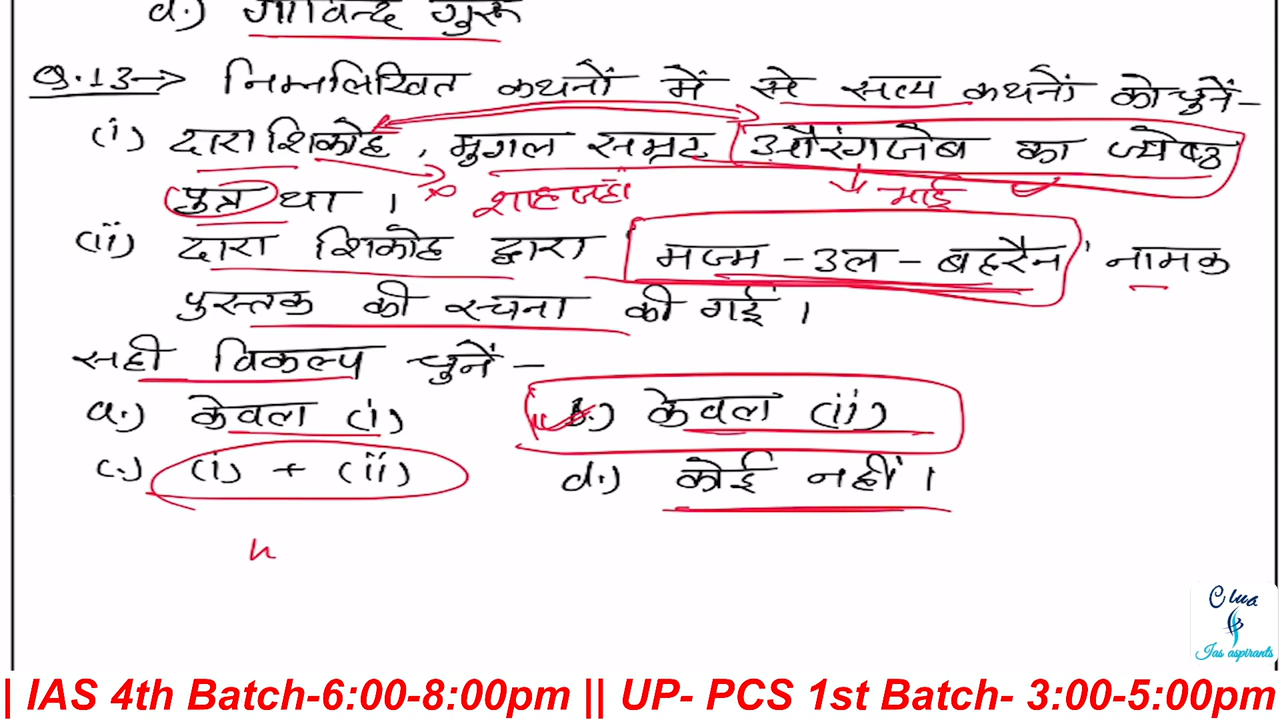 d.) गोविन्द गुरू
Q.13→ निम्नलिखित कथनों में से सत्य कथनों को चुनें-
(i) दारा शिकोह, मुगल सम्राट औरंगजेब का ज्येष्ठ
पुत्र था। शाहजहाँ भाई
(ii) दारा शिकोह द्वारा 'मज्म-उल-बहरैन' नामक
पुस्तक की रचना की गई।
सही विकल्प चुनें-
a.) केवल (i) b.) केवल (ii)
c.) (i) + (ii) d.) कोई नहीं।
Clua
Ias aspirants
| IAS 4th Batch-6:00-8:00pm || UP- PCS 1st Batch- 3:00-5:00pm